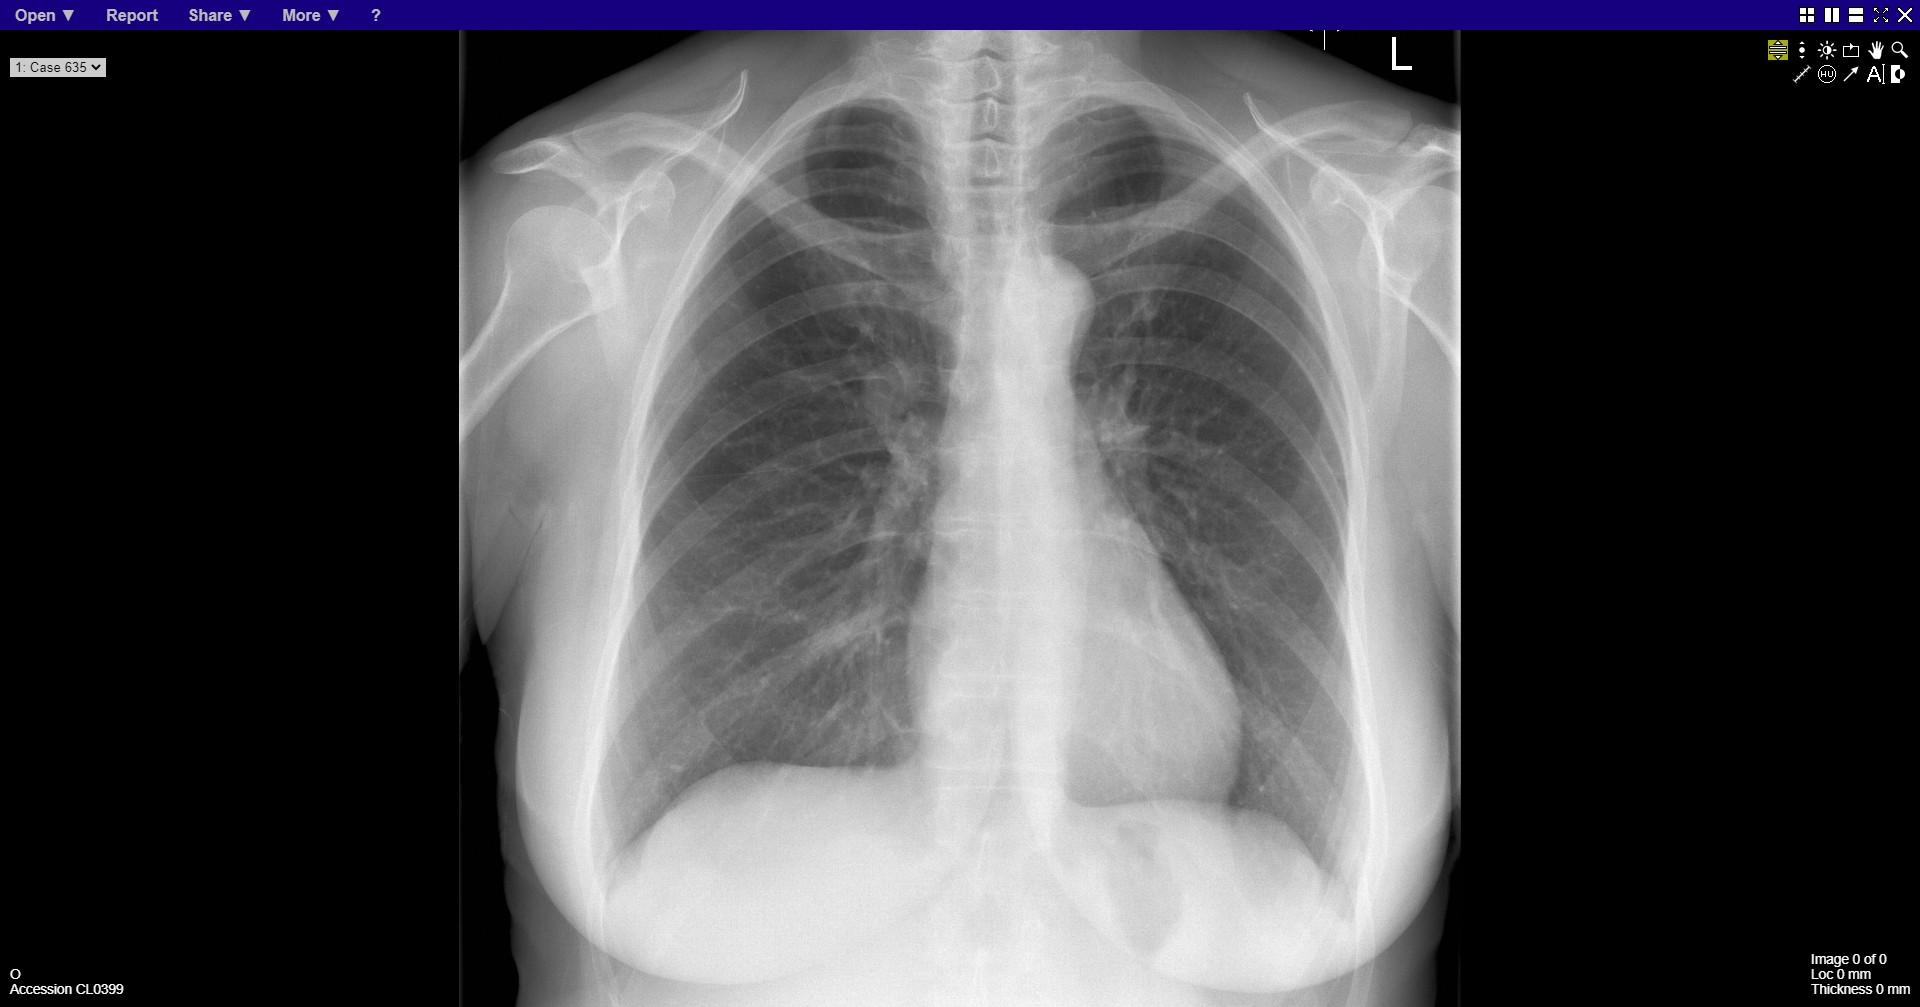 Open ▼ Report Share ▼ More ▼ ?
1: Case 635
L
HU
A
O
Accession CL0399
Image 0 of 0
Loc 0 mm
Thickness 0 mm